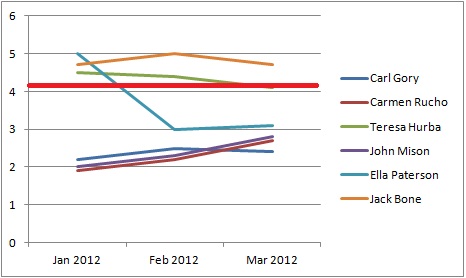 6
5
4
3
2
1
0
Jan 2012 Feb 2012 Mar 2012
Carl Gory
Carmen Rucho
Teresa Hurba
John Mison
Ella Paterson
Jack Bone